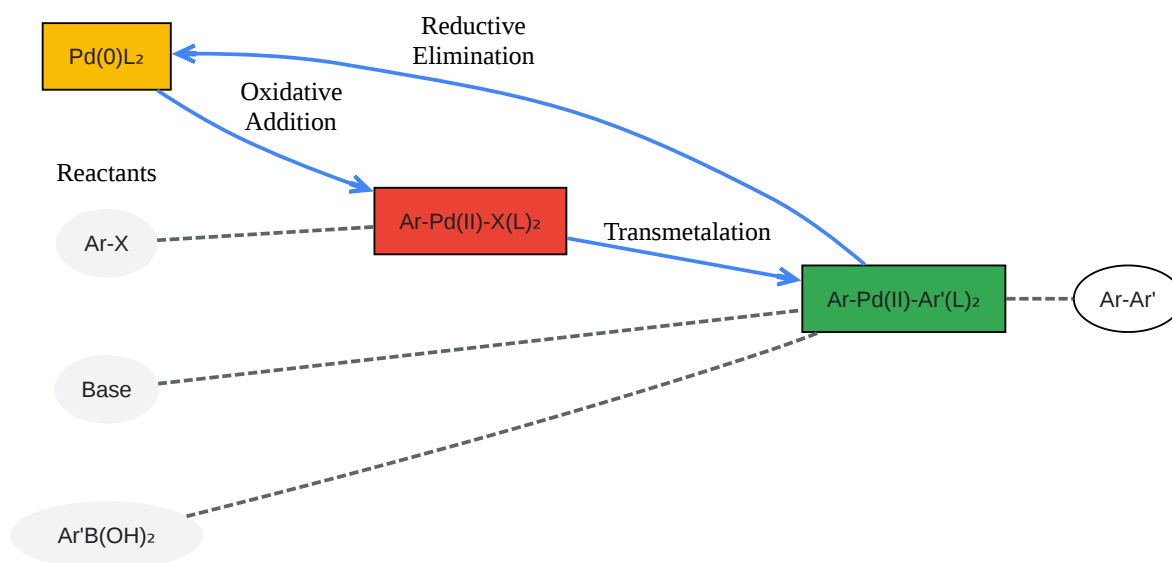 Reductive
Elimination
Pd(0)L₂
Oxidative
Addition
Reactants
Ar-X
Ar-Pd(II)-X(L)₂
Transmetalation
Ar-Pd(II)-Ar'(L)₂
Ar-Ar'
Base
Ar'B(OH)₂